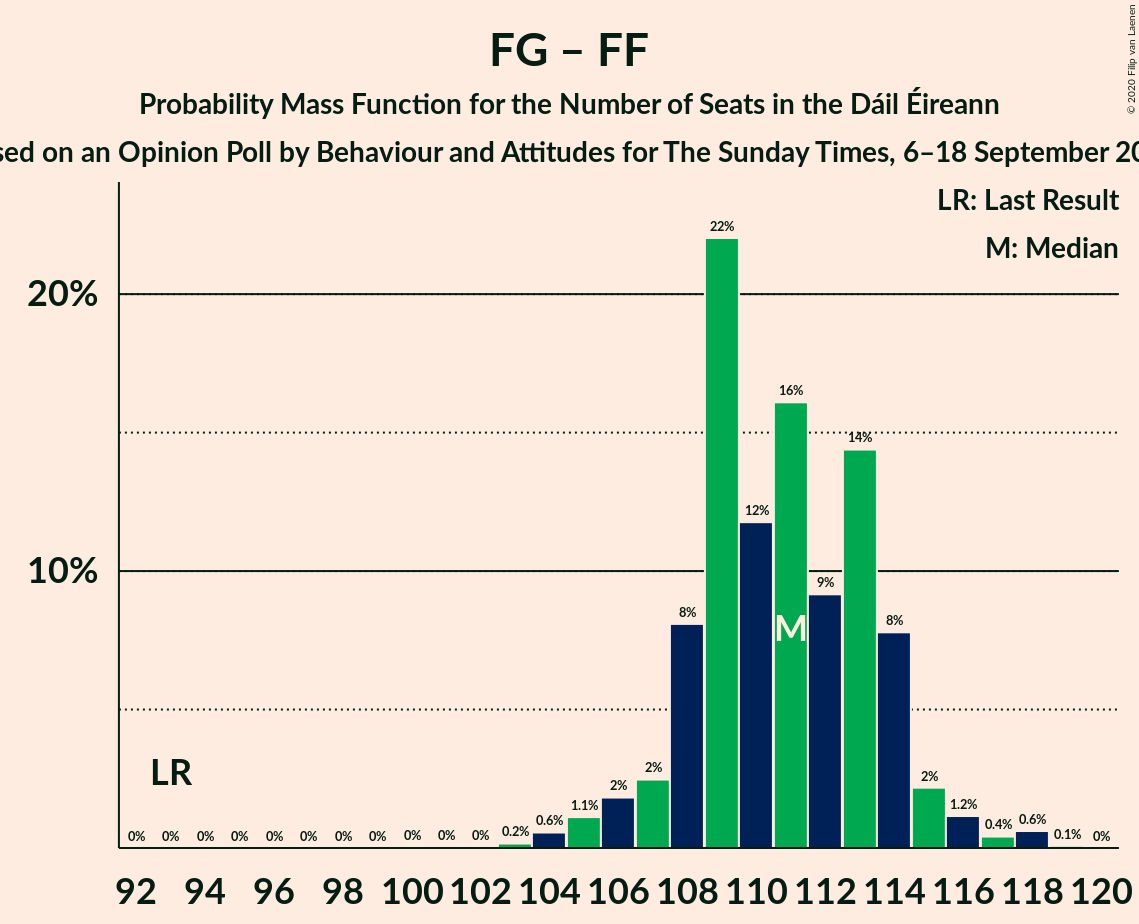 FG – FF
Probability Mass Function for the Number of Seats in the Dáil Éireann
sed on an Opinion Poll by Behaviour and Attitudes for The Sunday Times, 6–18 September 20
© 2020 Filip van Laenen
LR: Last Result
M: Median
20%
10%
LR
M
0% 0% 0% 0% 0% 0% 0% 0% 0% 0% 0% 0.2% 0.6% 1.1% 2% 2% 8% 22% 12% 16% 9% 14% 8% 2% 1.2% 0.4% 0.6% 0.1% 0%
92 94 96 98 100 102 104 106 108 110 112 114 116 118 120